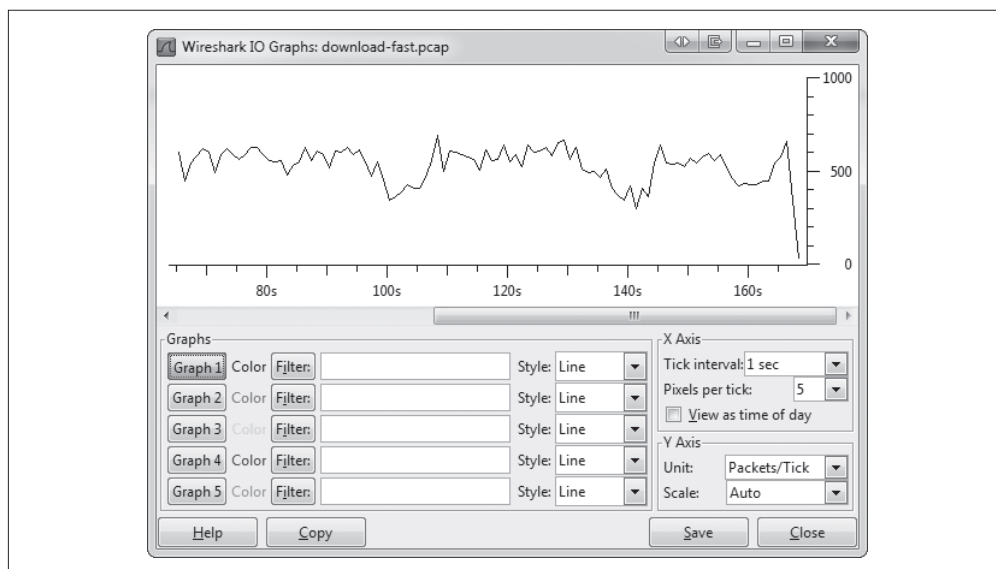 Wireshark IO Graphs: download-fast.pcap
1000
500
0
80s 100s 120s 140s 160s
Graphs
Graph 1 Color Filter: Style: Line
Graph 2 Color Filter: Style: Line
Graph 3 Color Filter: Style: Line
Graph 4 Color Filter: Style: Line
Graph 5 Color Filter: Style: Line
X Axis
Tick interval: 1 sec
Pixels per tick: 5
View as time of day
Y Axis
Unit: Packets/Tick
Scale: Auto
Help Copy Save Close